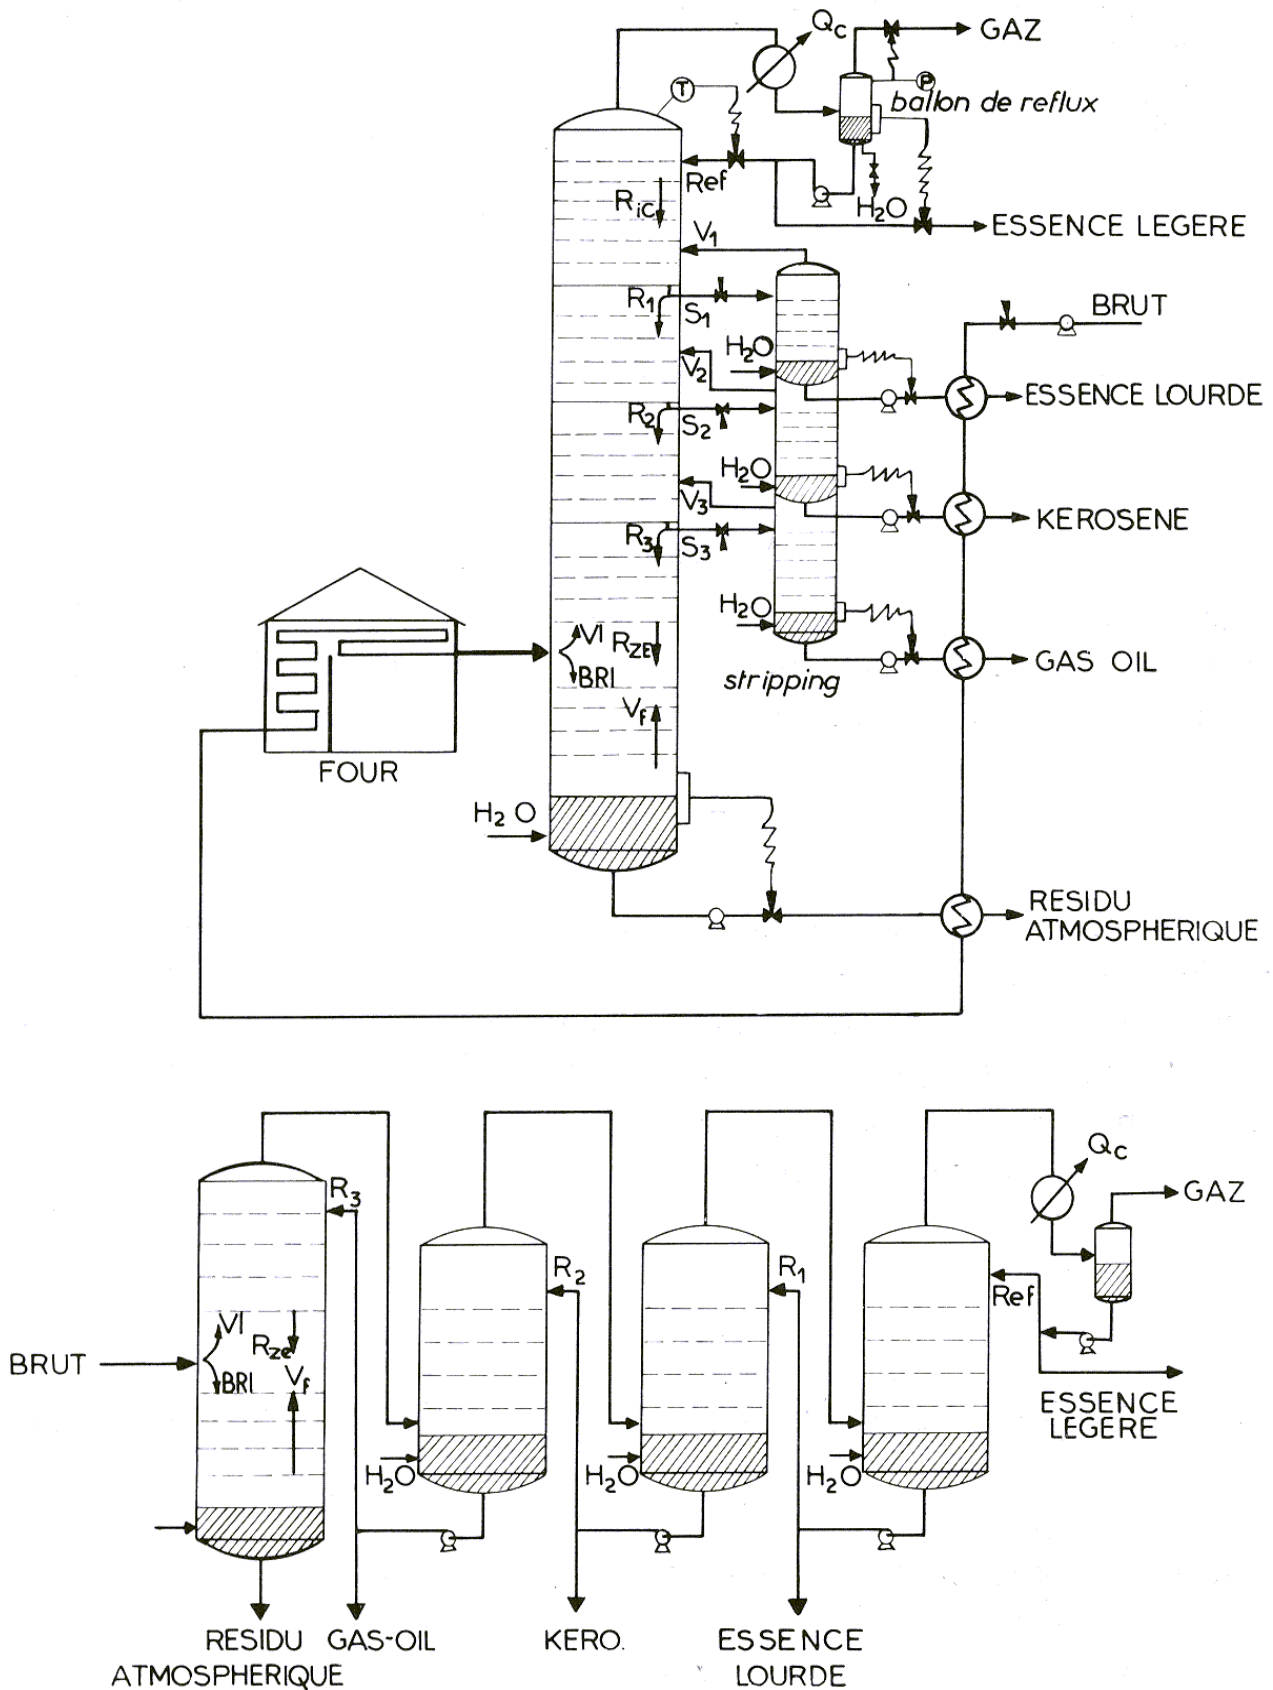 Qc
GAZ
T
P
ballon de reflux
Ref
Ric
H2O
ESSENCE LEGERE
V1
R1
S1
BRUT
H2O
V2
ESSENCE LOURDE
R2
S2
H2O
V3
KEROSENE
R3
S3
H2O
VI
RZE
BRI
GAS OIL
stripping
Vf
FOUR
H2 O
RESIDU
ATMOSPHERIQUE
Qc
GAZ
R3
R2
R1
Ref
VI
Rze
BRUT
BRI
Vf
ESSENCE
LEGERE
H2O
H2O
H2O
RESIDU
ATMOSPHERIQUE
GAS-OIL
KERO.
ESSENCE
LOURDE